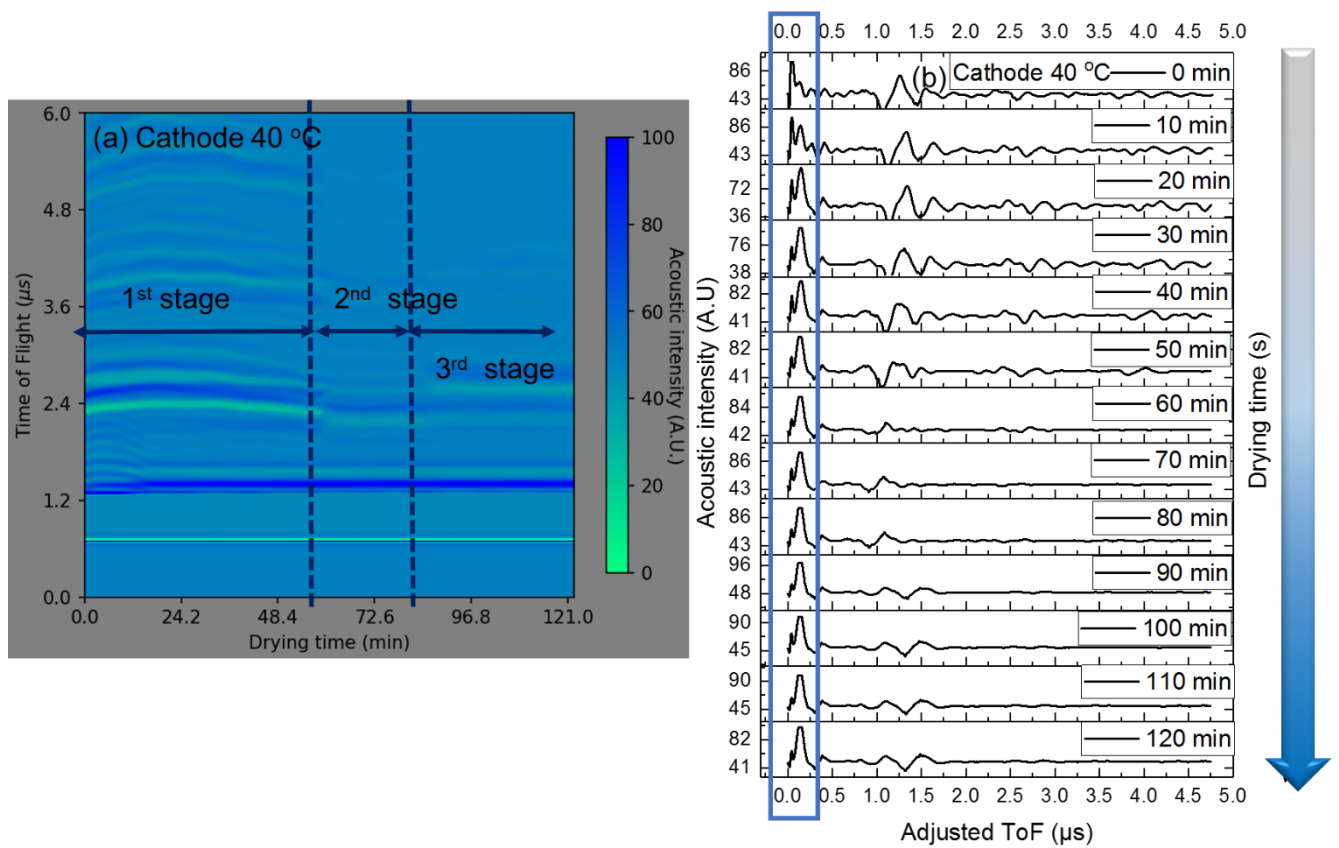 (a) Cathode 40 °C
6.0
4.8
3.6
2.4
1.2
0.0
Time of Flight (μs)
1st stage
2nd stage
3rd stage
0.0 24.2 48.4 72.6 96.8 121.0
Drying time (min)
100
80
60
40
20
0
Acoustic intensity (A.U.)
0.0 0.5 1.0 1.5 2.0 2.5 3.0 3.5 4.0 4.5 5.0
(b) Cathode 40 °C 0 min
86
43
10 min
86
43
20 min
72
36
30 min
76
38
40 min
82
41
50 min
82
41
60 min
84
42
70 min
86
43
80 min
86
43
90 min
96
48
100 min
90
45
110 min
90
45
120 min
82
41
0.0 0.5 1.0 1.5 2.0 2.5 3.0 3.5 4.0 4.5 5.0
Adjusted ToF (μs)
Acoustic intensity (A.U)
Drying time (s)